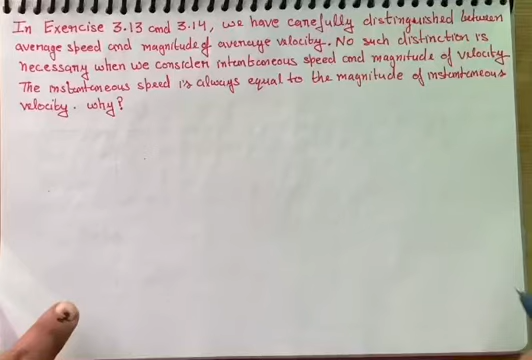 In Exercise 3.13 and 3.14, we have carefully distinguished between
average speed and magnitude of average velocity. No such distinction is
necessary when we consider intentaneous speed and magnitude of velocity
The instantaneous speed is always equal to the magnitude of instantaneous
velocity. why?